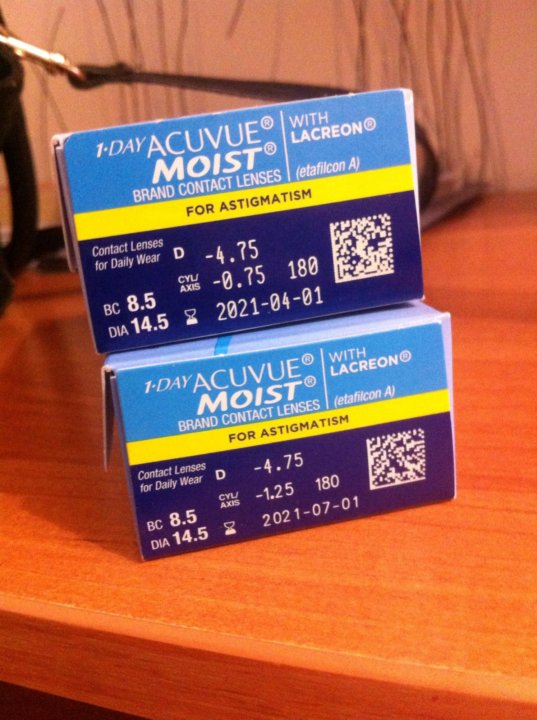 1·DAY ACUVUE®
MOIST®
BRAND CONTACT LENSES
WITH
LACREON®
(etafilcon A)
FOR ASTIGMATISM
Contact Lenses
for Daily Wear
D -4.75
CYL/
AXIS -0.75 180
BC 8.5
DIA 14.5
2021-04-01
1·DAY ACUVUE®
MOIST®
BRAND CONTACT LENSES
WITH
LACREON®
(etafilcon A)
FOR ASTIGMATISM
Contact Lenses
for Daily Wear
D -4.75
CYL/
AXIS -1.25 180
BC 8.5
DIA 14.5
2021-07-01